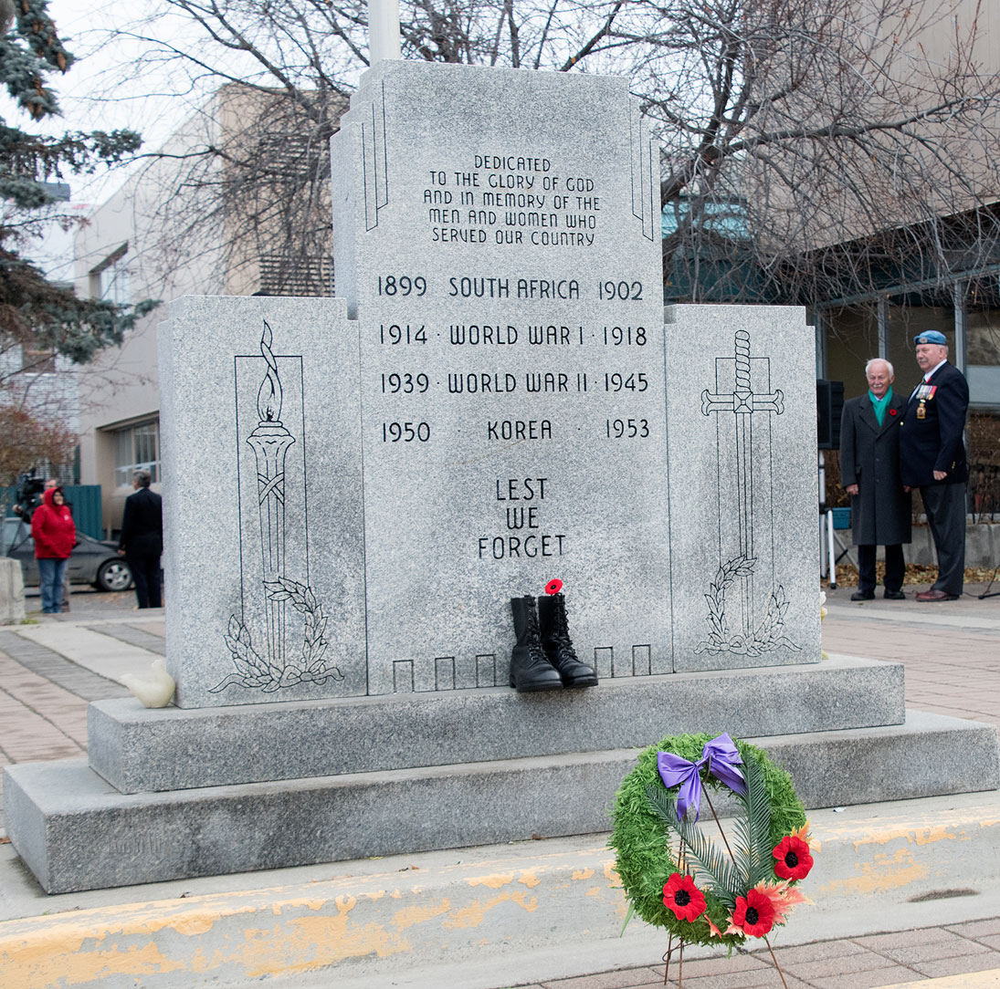 DEDICATED
TO THE GLORY OF GOD
AND IN MEMORY OF THE
MEN AND WOMEN WHO
SERVED OUR COUNTRY
1899 SOUTH AFRICA 1902
1914 · WORLD WAR I · 1918
1939 · WORLD WAR II · 1945
1950 · KOREA · 1953
LEST
WE
FORGET